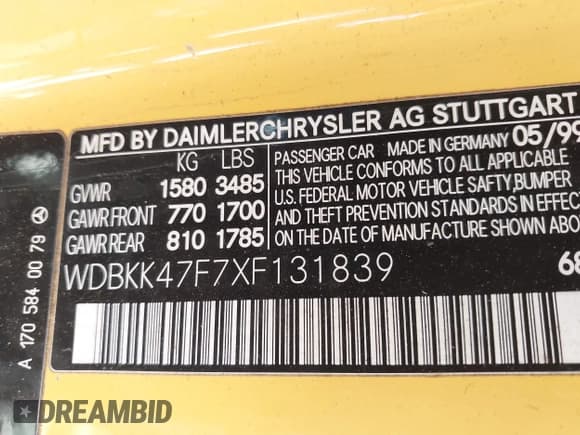 MFD BY DAIMLERCHRYSLER AG STUTTGART
KG LBS
GVWR 1580 3485
GAWR FRONT 770 1700
GAWR REAR 810 1785
PASSENGER CAR MADE IN GERMANY 05/99
THIS VEHICLE CONFORMS TO ALL APPLICABLE
U.S. FEDERAL MOTOR VEHICLE SAFTY,BUMPER
AND THEFT PREVENTION STANDARDS IN EFFEC
THE DATE OF MANUFACTURE SHOWN ABO
WDBKK47F7XF131839
68
A 170 584 00 79
DREAMBID